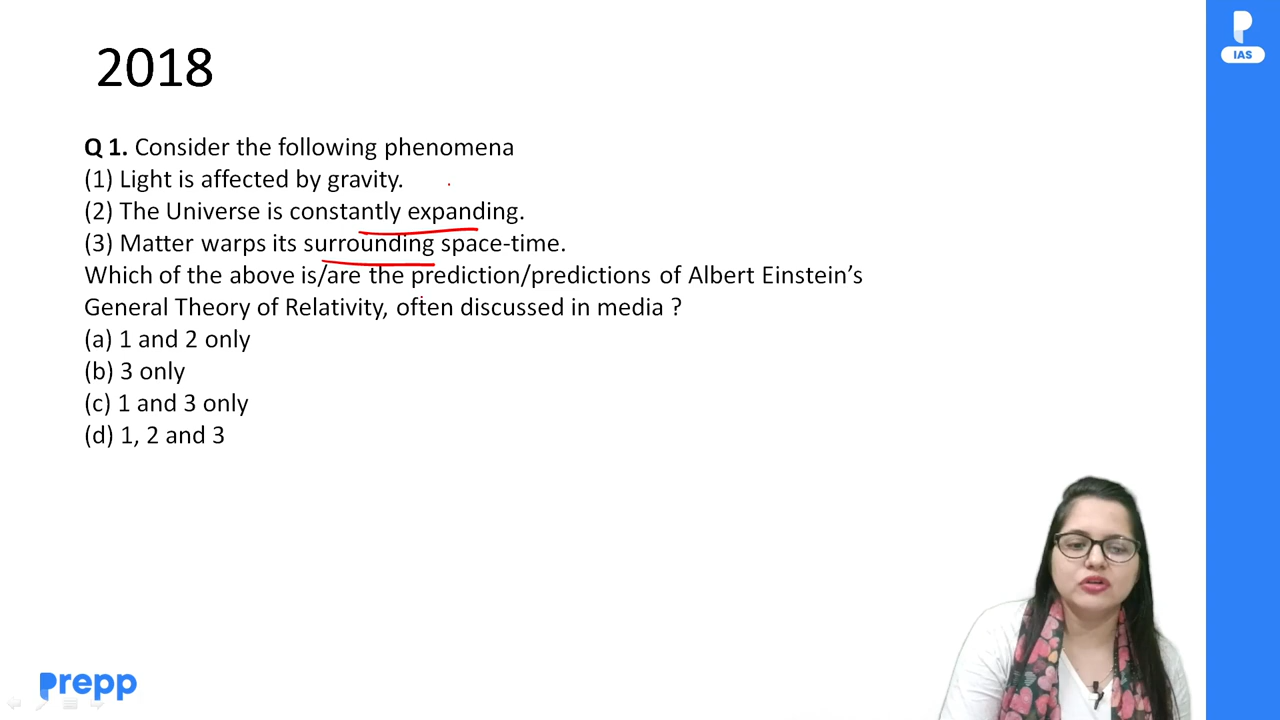 2018
IAS
Q 1. Consider the following phenomena
(1) Light is affected by gravity.
(2) The Universe is constantly expanding.
(3) Matter warps its surrounding space-time.
Which of the above is/are the prediction/predictions of Albert Einstein's
General Theory of Relativity, often discussed in media ?
(a) 1 and 2 only
(b) 3 only
(c) 1 and 3 only
(d) 1, 2 and 3
prepp